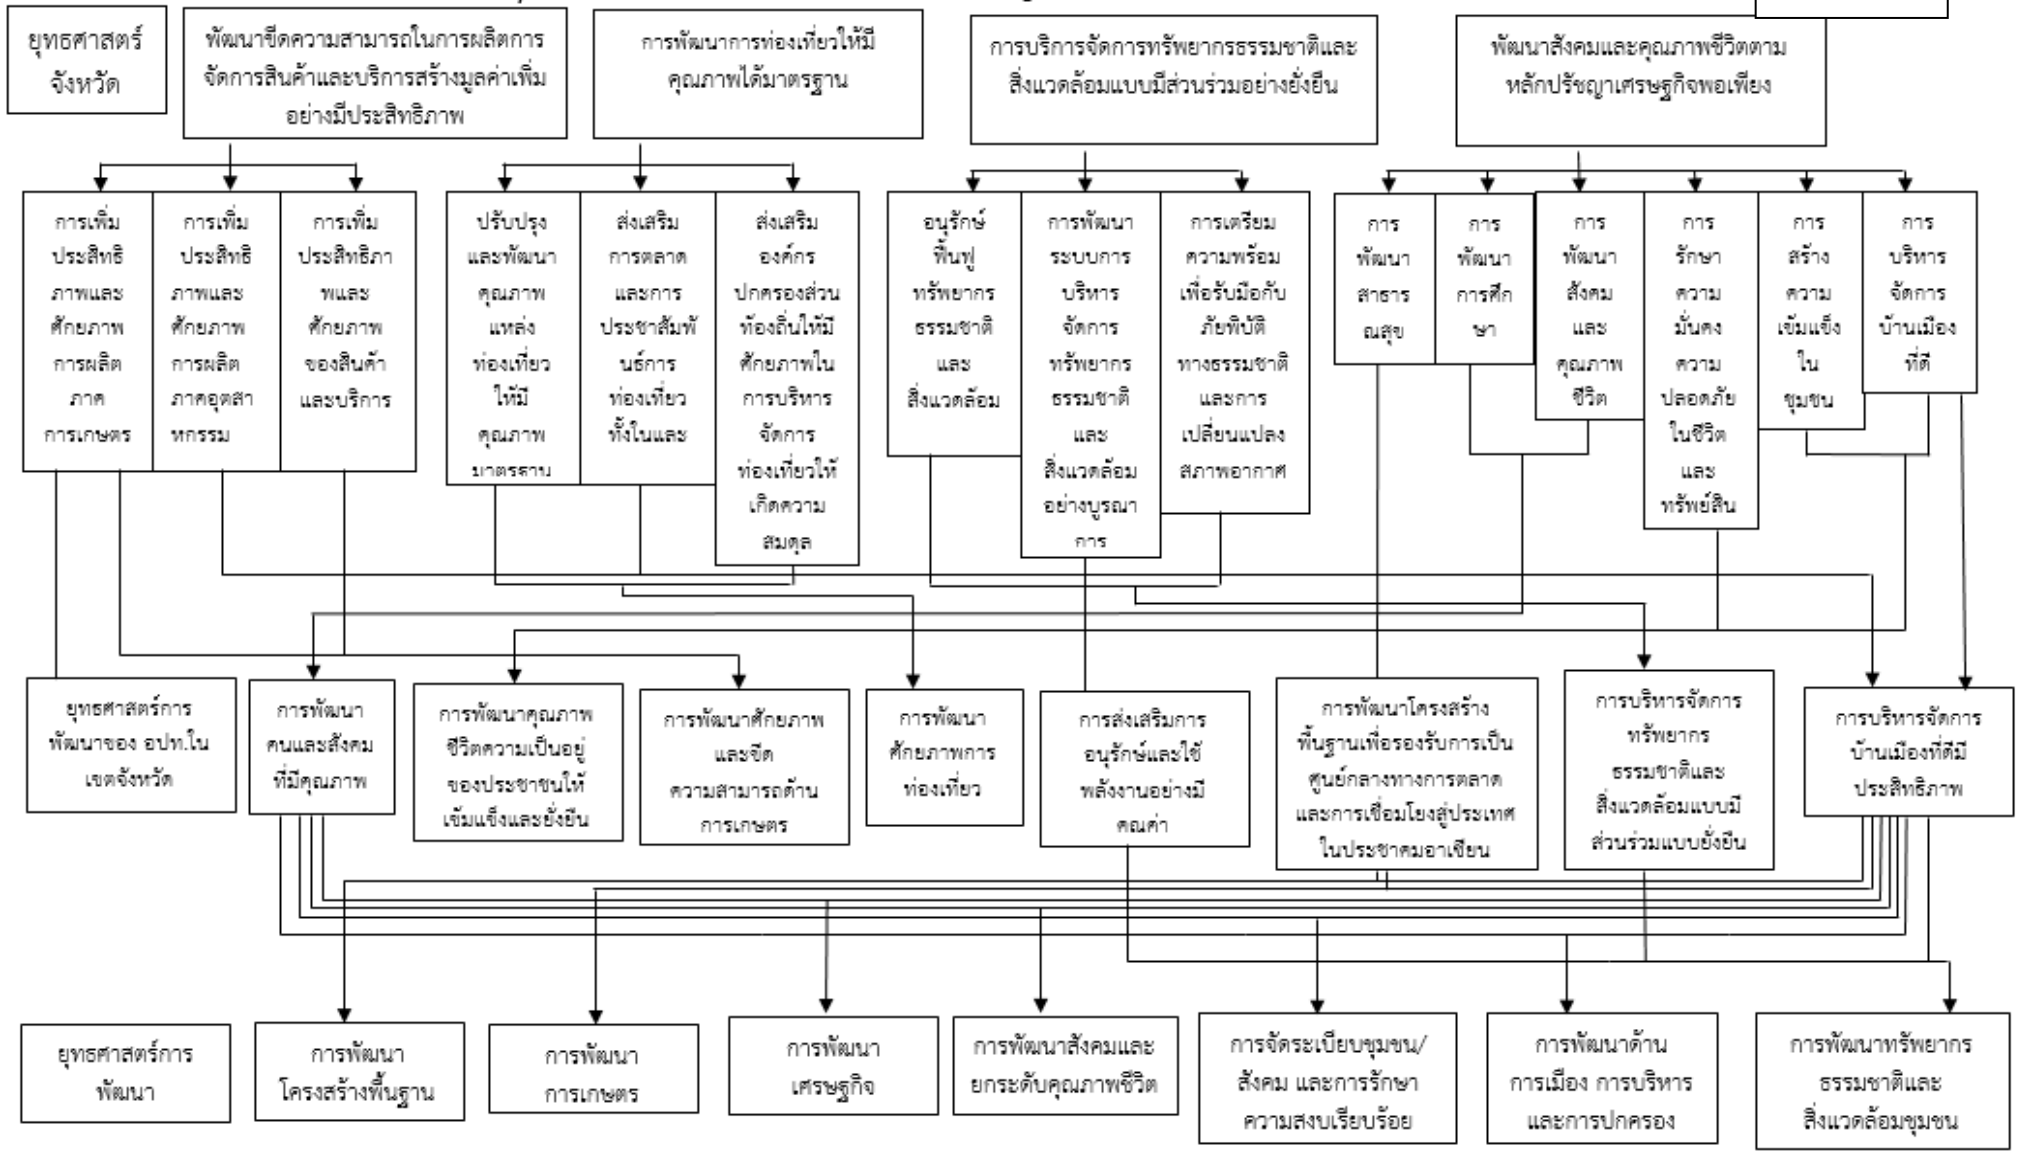 ยุทธศาสตร์
จังหวัด
พัฒนาขีดความสามารถในการผลิตการ
จัดการสินค้าและบริการสร้างมูลค่าเพิ่ม
อย่างมีประสิทธิภาพ
การพัฒนาการท่องเที่ยวให้มี
คุณภาพได้มาตรฐาน
การบริการจัดการทรัพยากรธรรมชาติและ
สิ่งแวดล้อมแบบมีส่วนร่วมอย่างยั่งยืน
พัฒนาสังคมและคุณภาพชีวิตตาม
หลักปรัชญาเศรษฐกิจพอเพียง
การเพิ่ม
ประสิทธิ
ภาพและ
ศักยภาพ
การผลิต
ภาค
การเกษตร
การเพิ่ม
ประสิทธิ
ภาพและ
ศักยภาพ
การผลิต
ภาคอุตสา
หกรรม
การเพิ่ม
ประสิทธิภา
พและ
ศักยภาพ
ของสินค้า
และบริการ
ปรับปรุง
และพัฒนา
คุณภาพ
แหล่ง
ท่องเที่ยว
ให้มี
คุณภาพ
มาตรฐาน
ส่งเสริม
การตลาด
และการ
ประชาสัมพั
นธ์การ
ท่องเที่ยว
ทั้งในและ
ส่งเสริม
องค์กร
ปกครองส่วน
ท้องถิ่นให้มี
ศักยภาพใน
การบริหาร
จัดการ
ท่องเที่ยวให้
เกิดความ
สมดุล
อนุรักษ์
ฟื้นฟู
ทรัพยากร
ธรรมชาติ
และ
สิ่งแวดล้อม
การพัฒนา
ระบบการ
บริหาร
จัดการ
ทรัพยากร
ธรรมชาติ
และ
สิ่งแวดล้อม
อย่างบูรณา
การ
การเตรียม
ความพร้อม
เพื่อรับมือกับ
ภัยพิบัติ
ทางธรรมชาติ
และการ
เปลี่ยนแปลง
สภาพอากาศ
การ
พัฒนา
สาธาร
ณสุข
การ
พัฒนา
การศึก
ษา
การ
พัฒนา
สังคม
และ
คุณภาพ
ชีวิต
การ
รักษา
ความ
มั่นคง
ความ
ปลอดภัย
ในชีวิต
และ
ทรัพย์สิน
การ
สร้าง
ความ
เข้มแข็ง
ใน
ชุมชน
การ
บริหาร
จัดการ
บ้านเมือง
ที่ดี
ยุทธศาสตร์การ
พัฒนาของ อปท.ใน
เขตจังหวัด
การพัฒนา
คนและสังคม
ที่มีคุณภาพ
การพัฒนาคุณภาพ
ชีวิตความเป็นอยู่
ของประชาชนให้
เข้มแข็งและยั่งยืน
การพัฒนาศักยภาพ
และขีด
ความสามารถด้าน
การเกษตร
การพัฒนา
ศักยภาพการ
ท่องเที่ยว
การส่งเสริมการ
อนุรักษ์และใช้
พลังงานอย่างมี
คุณค่า
การพัฒนาโครงสร้าง
พื้นฐานเพื่อรองรับการเป็น
ศูนย์กลางทางการตลาด
และการเชื่อมโยงสู่ประเทศ
ในประชาคมอาเซียน
การบริหารจัดการ
ทรัพยากร
ธรรมชาติและ
สิ่งแวดล้อมแบบมี
ส่วนร่วมแบบยั่งยืน
การบริหารจัดการ
บ้านเมืองที่ดีมี
ประสิทธิภาพ
ยุทธศาสตร์การ
พัฒนา
การพัฒนา
โครงสร้างพื้นฐาน
การพัฒนา
การเกษตร
การพัฒนา
เศรษฐกิจ
การพัฒนาสังคมและ
ยกระดับคุณภาพชีวิต
การจัดระเบียบชุมชน/
สังคม และการรักษา
ความสงบเรียบร้อย
การพัฒนาด้าน
การเมือง การบริหาร
และการปกครอง
การพัฒนาทรัพยากร
ธรรมชาติและ
สิ่งแวดล้อมชุมชน